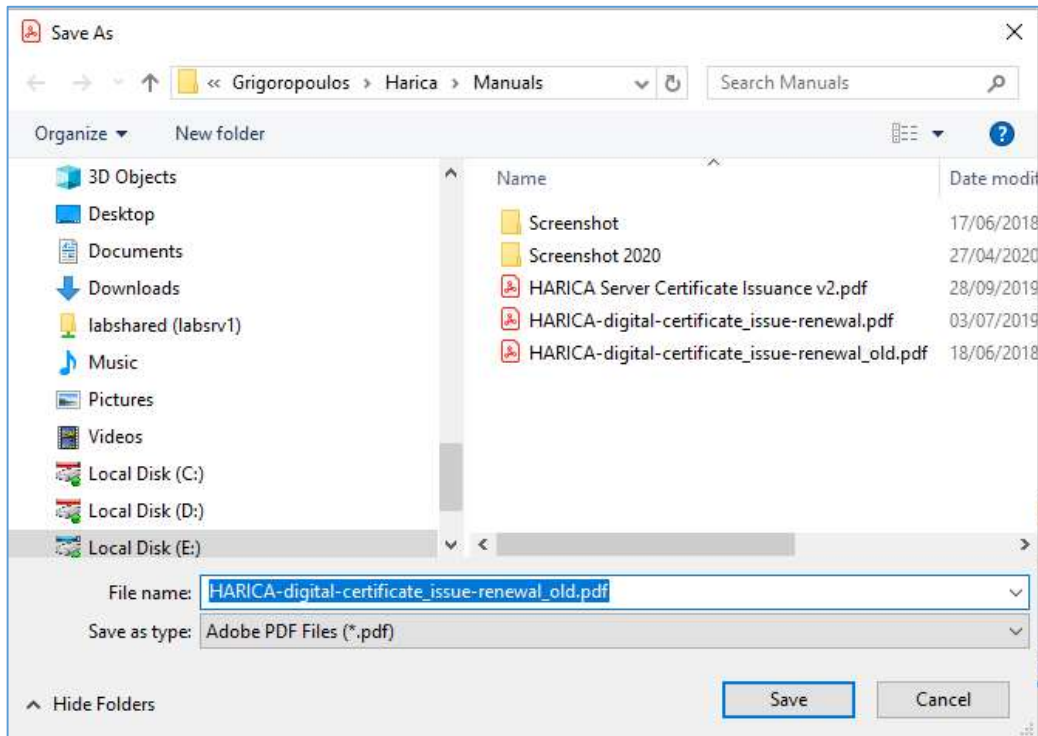 Save As
« Grigoropoulos › Harica › Manuals
Search Manuals
Organize
New folder
3D Objects
Desktop
Documents
Downloads
labshared (labsrv1)
Music
Pictures
Videos
Local Disk (C:)
Local Disk (D:)
Local Disk (E:)
Name Date modif
Screenshot 17/06/2018
Screenshot 2020 27/04/2020
HARICA Server Certificate Issuance v2.pdf 28/09/2019
HARICA-digital-certificate_issue-renewal.pdf 03/07/2019
HARICA-digital-certificate_issue-renewal_old.pdf 18/06/2018
File name: HARICA-digital-certificate_issue-renewal_old.pdf
Save as type: Adobe PDF Files (*.pdf)
Hide Folders
Save
Cancel